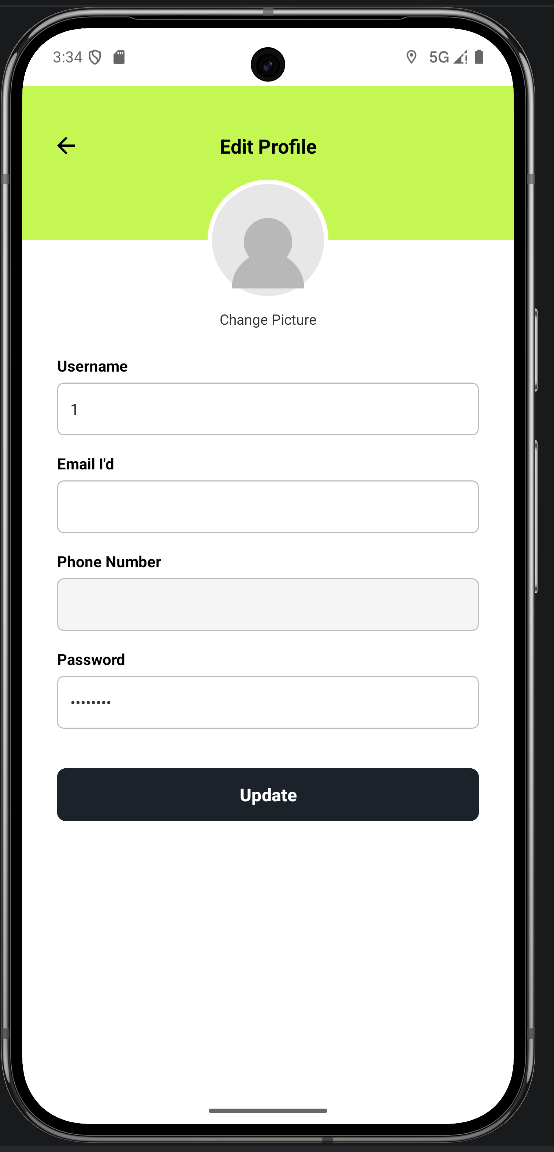 3:34 5G
Edit Profile
Change Picture
Username
1
Email I'd
Phone Number
Password
••••••••
Update